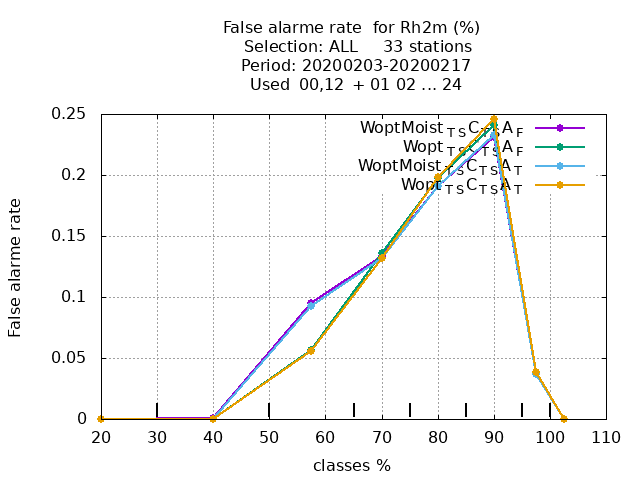 False alarme rate  for Rh2m (%)
Selection: ALL     33 stations
Period: 20200203-20200217
Used  00,12  + 01 02 ... 24
0.25
0.2
0.15
0.1
0.05
0
False alarme rate
WoptMoist TS C TS A F
Wopt TS C TS A F
WoptMoist TS C TS A T
Wopt TS C TS A T
20 30 40 50 60 70 80 90 100 110
classes %